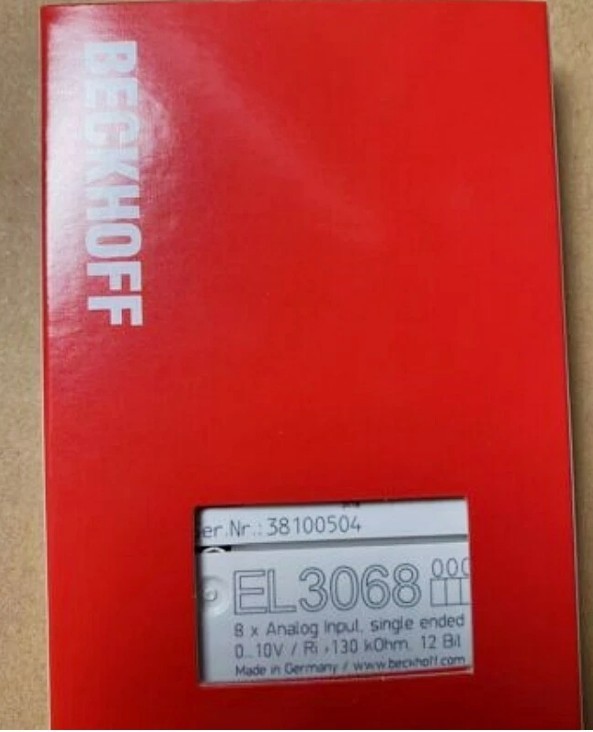 BECKHOFF
er.Nr.: 38100504
EL3068
8 x Analog Input, single ended
0...10V / Ri >130 kOhm, 12 Bit
Made in Germany / www.beckhoff.com